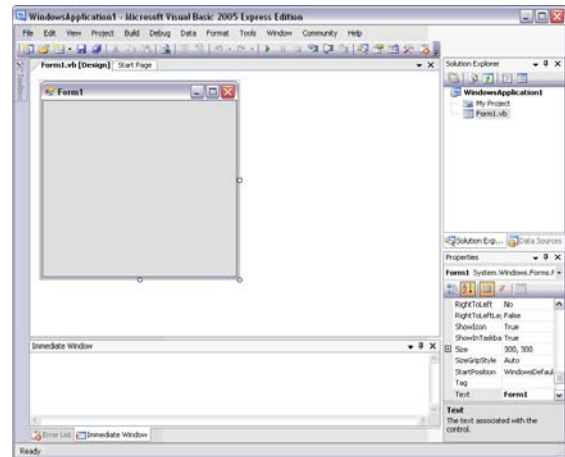 WindowsApplication1 - Microsoft Visual Basic 2005 Express Edition
File Edit View Project Build Debug Data Format Tools Window Community Help
Form1.vb [Design] Start Page
Toolbox
Form1
Solution Explorer
WindowsApplication1
My Project
Form1.vb
Solution Exp... Data Sources
Properties
Form1 System.Windows.Forms.F
RightToLeft No
RightToLeftLa False
ShowIcon True
ShowInTaskba True
Size 300, 300
SizeGripStyle Auto
StartPosition WindowsDefaul
Tag
Text Form1
Text
The text associated with the
control.
Immediate Window
Error List Immediate Window
Ready